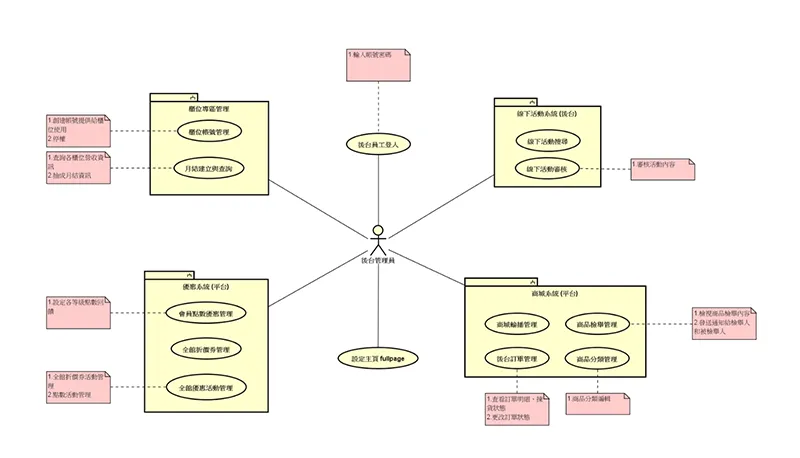 1.輸入帳號密碼
櫃位專區管理
線下活動系統 (後台)
1.創建帳號提供給櫃
位使用
2.停權
櫃位帳號管理
後台員工登入
線下活動搜尋
1.查詢各櫃位營收資
訊
2.抽成月結資訊
月結建立與查詢
線下活動審核
1.審核活動內容
後台管理員
優惠系統 (平台)
商城系統 (平台)
1.設定各等級點數回
饋
會員點數優惠管理
商城輪播管理
商品檢舉管理
1.檢視商品檢舉內容
2.發送通知給檢舉人
和被檢舉人
全館折價券管理
設定主頁 fullpage
後台訂單管理
商品分類管理
1.全館折價券活動管
理
2.點數活動管理
全館優惠活動管理
1.查看訂單明細、揀
貨狀態
2.更改訂單狀態
1.商品分類編輯